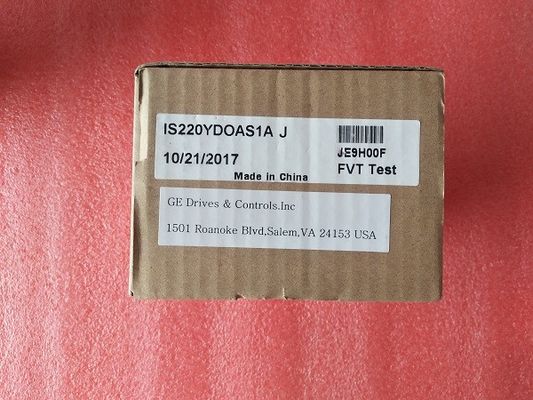 IS220YDOAS1A J
10/21/2017
Made in China
JE9H00F
FVT Test
GE Drives & Controls.Inc
1501 Roanoke Blvd,Salem,VA 24153 USA